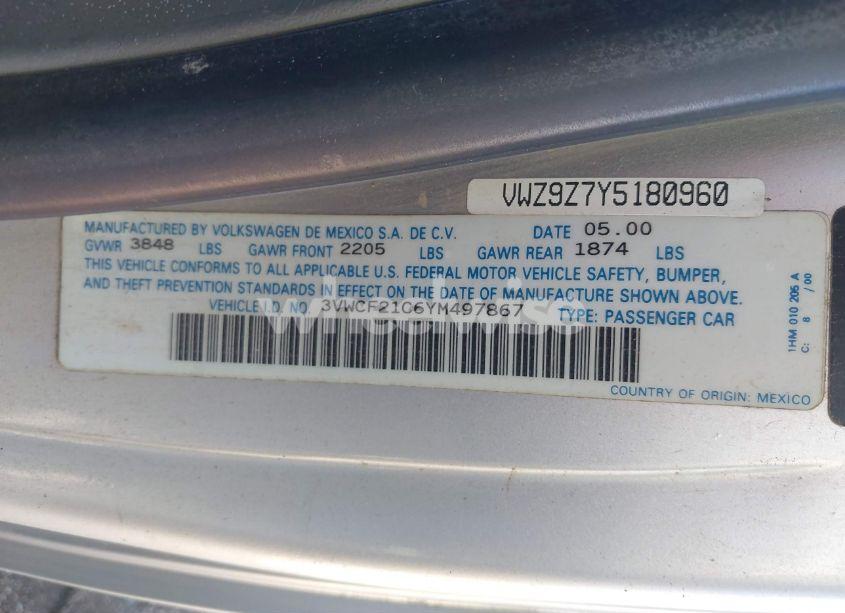 VWZ9Z7Y5180960
MANUFACTURED BY VOLKSWAGEN DE MEXICO S.A. DE C.V. DATE 05.00
GVWR 3848 LBS GAWR FRONT 2205 LBS GAWR REAR 1874 LBS
THIS VEHICLE CONFORMS TO ALL APPLICABLE U.S. FEDERAL MOTOR VEHICLE SAFETY, BUMPER,
AND THEFT PREVENTION STANDARDS IN EFFECT ON THE DATE OF MANUFACTURE SHOWN ABOVE.
VEHICLE I.D. NO. 3VWCF21C6YM497867 TYPE: PASSENGER CAR
COUNTRY OF ORIGIN: MEXICO
1HM 010 206 A
C: 8 /00
wheelwise